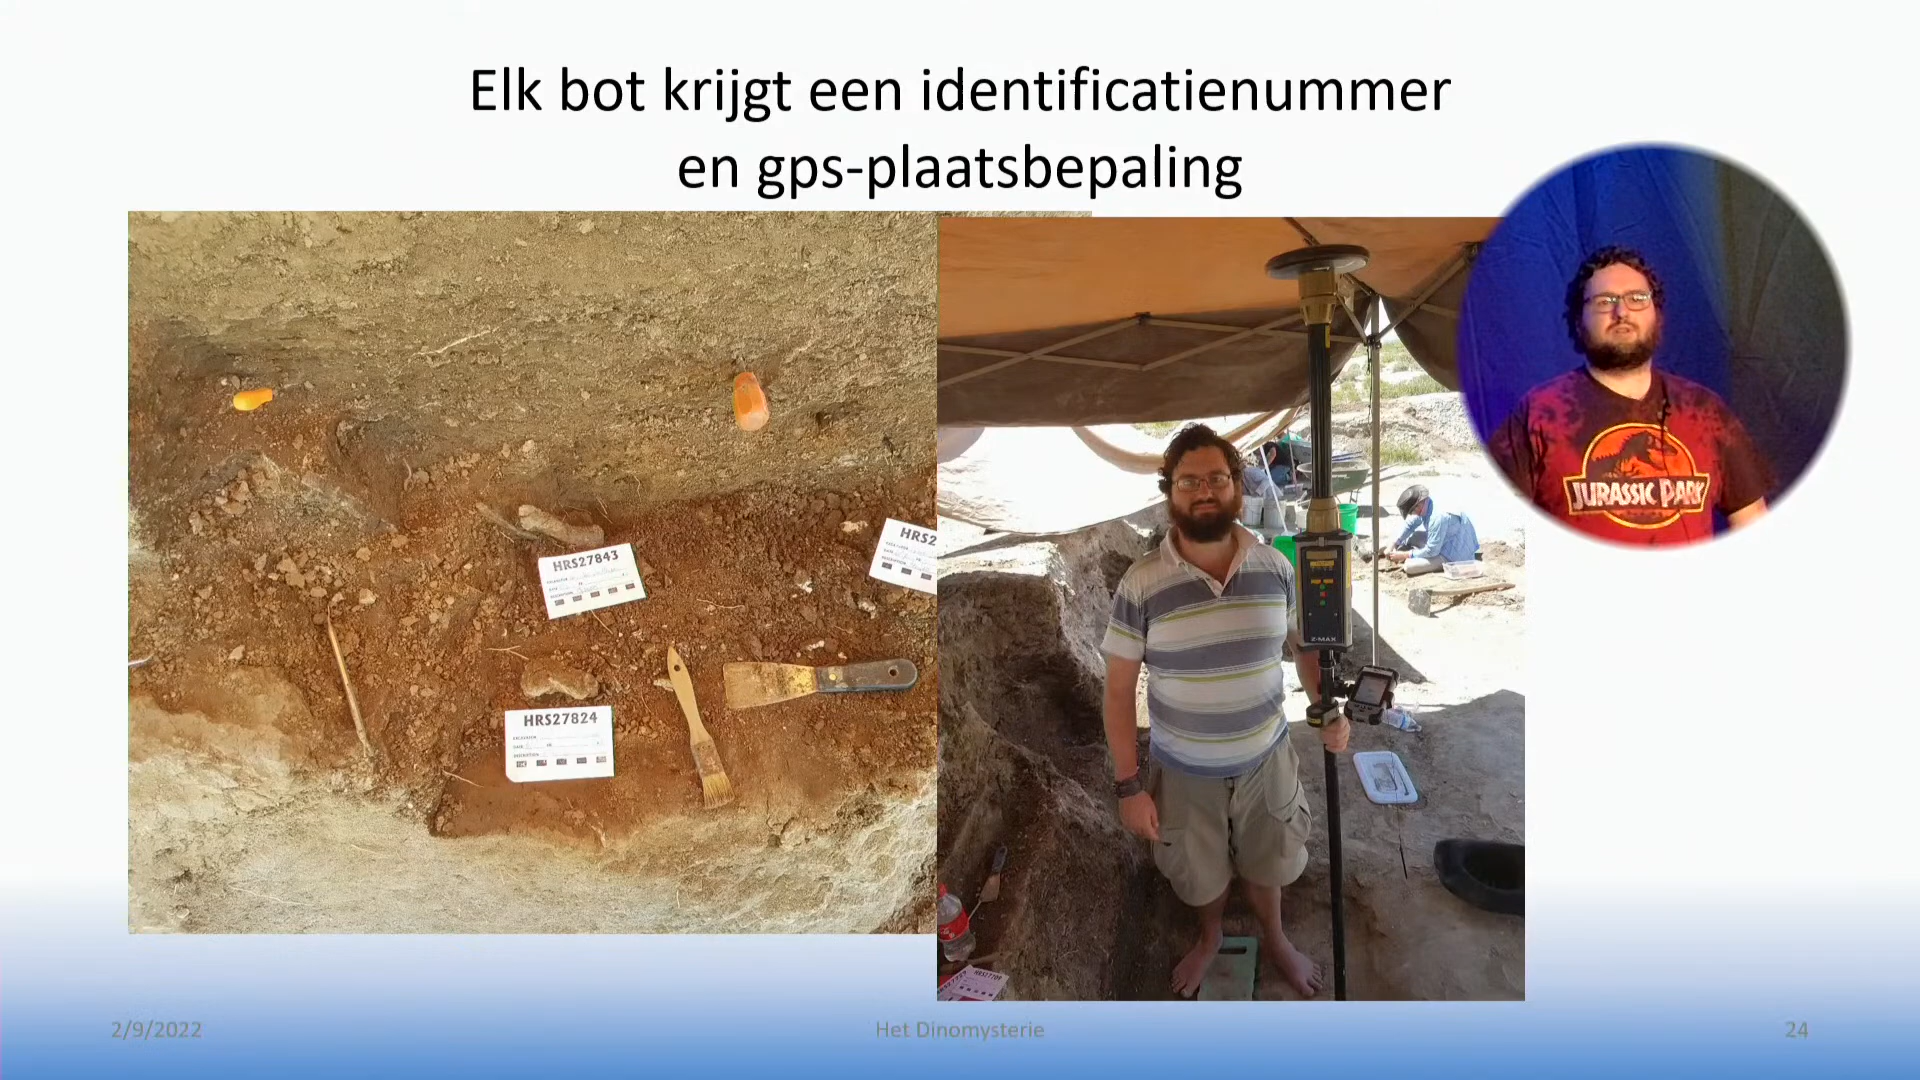 Elk bot krijgt een identificatienummer
en gps-plaatsbepaling
HRS27843
HRS2
HRS27824
Z-MAX
JURASSIC PARK
2/9/2022
Het Dinomysterie
24